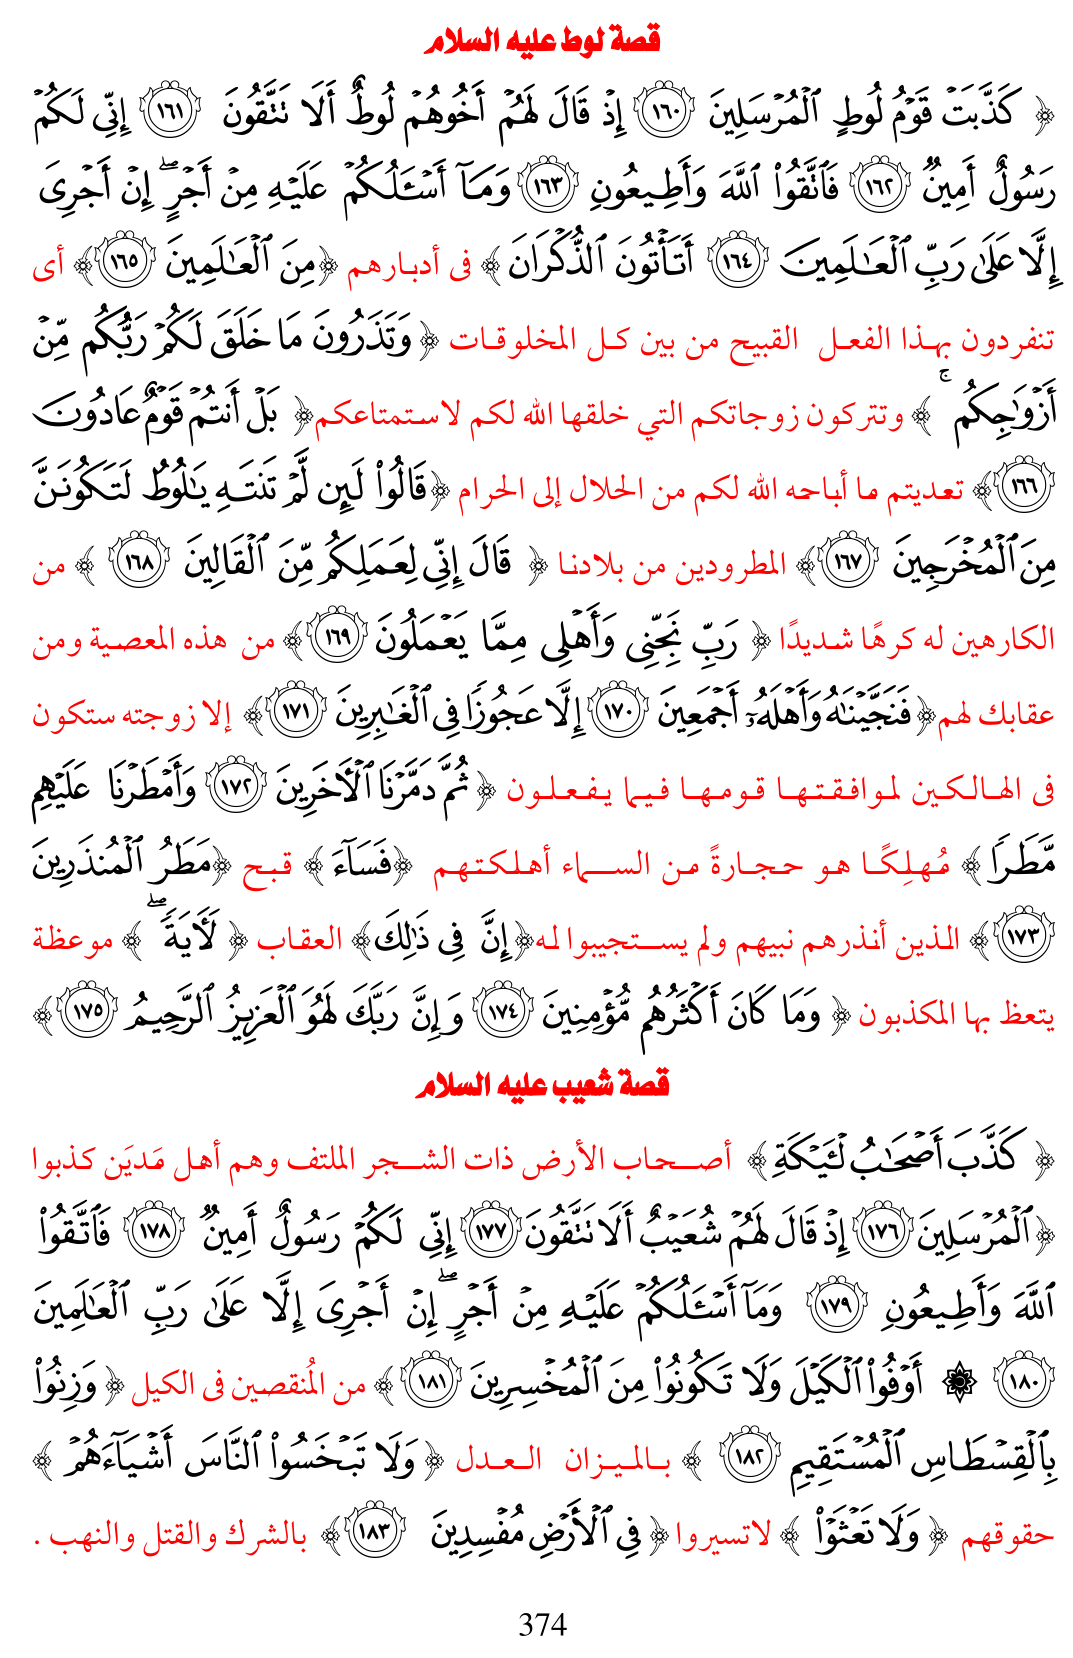 قصة لوط عليه السلام
﴿ كَذَّبَتْ قَوْمُ لُوطٍ ٱلْمُرْسَلِينَ ١٦٠ إِذْ قَالَ لَهُمْ أَخُوهُمْ لُوطٌ أَلَا تَتَّقُونَ ١٦١ إِنِّى لَكُمْ
رَسُولٌ أَمِينٌ ١٦٢ فَٱتَّقُوا۟ ٱللَّهَ وَأَطِيعُونِ ١٦٣ وَمَآ أَسْـَٔلُكُمْ عَلَيْهِ مِنْ أَجْرٍ ۖ إِنْ أَجْرِىَ
إِلَّا عَلَىٰ رَبِّ ٱلْعَـٰلَمِينَ ١٦٤ أَتَأْتُونَ ٱلذُّكْرَانَ ﴾ فى أدبارهم ﴿مِنَ ٱلْعَـٰلَمِينَ ١٦٥﴾ أى
تنفردون بهذا الفعل القبيح من بين كل المخلوقات ﴿ وَتَذَرُونَ مَا خَلَقَ لَكُمْ رَبُّكُم مِّنْ
أَزْوَٰجِكُم ۚ ﴾ وتتركون زوجاتكم التي خلقها الله لكم لاستمتاعكم﴿ بَلْ أَنتُمْ قَوْمٌ عَادُونَ
١٦٦﴾ تعديتم ما أباحه الله لكم من الحلال إلى الحرام ﴿قَالُوا۟ لَئِن لَّمْ تَنتَهِ يَـٰلُوطُ لَتَكُونَنَّ
مِنَ ٱلْمُخْرَجِينَ ١٦٧﴾ المطرودين من بلادنا ﴿ قَالَ إِنِّى لِعَمَلِكُم مِّنَ ٱلْقَالِينَ ١٦٨ ﴾ من
الكارهين له كرهًا شديدًا ﴿ رَبِّ نَجِّنِى وَأَهْلِى مِمَّا يَعْمَلُونَ ١٦٩﴾ من هذه المعصية ومن
عقابك لهم﴿ فَنَجَّيْنَـٰهُ وَأَهْلَهُۥٓ أَجْمَعِينَ ١٧٠ إِلَّا عَجُوزًا فِى ٱلْغَـٰبِرِينَ ١٧١﴾ إلا زوجته ستكون
فى الهالكين لموافقتها قومها فيما يفعلون ﴿ ثُمَّ دَمَّرْنَا ٱلْـَٔاخَرِينَ ١٧٢ وَأَمْطَرْنَا عَلَيْهِم
مَّطَرًا ﴾ مُهلِكًا هو حجارةً من السماء أهلكتهم ﴿فَسَآءَ ﴾ قبح ﴿مَطَرُ ٱلْمُنذَرِينَ
١٧٣﴾ الذين أنذرهم نبيهم ولم يستجيبوا له﴿إِنَّ فِى ذَٰلِكَ﴾ العقاب ﴿ لَـَٔايَةً ۖ ﴾ موعظة
يتعظ بها المكذبون ﴿ وَمَا كَانَ أَكْثَرُهُم مُّؤْمِنِينَ ١٧٤ وَإِنَّ رَبَّكَ لَهُوَ ٱلْعَزِيزُ ٱلرَّحِيمُ ١٧٥ ﴾
قصة شعيب عليه السلام
﴿ كَذَّبَ أَصْحَـٰبُ لْـَٔيْكَةِ ﴾ أصحاب الأرض ذات الشجر الملتف وهم أهل مَديَن كذبوا
﴿ٱلْمُرْسَلِينَ ١٧٦ إِذْ قَالَ لَهُمْ شُعَيْبٌ أَلَا تَتَّقُونَ ١٧٧ إِنِّى لَكُمْ رَسُولٌ أَمِينٌ ١٧٨ فَٱتَّقُوا۟
ٱللَّهَ وَأَطِيعُونِ ١٧٩ وَمَآ أَسْـَٔلُكُمْ عَلَيْهِ مِنْ أَجْرٍ ۖ إِنْ أَجْرِىَ إِلَّا عَلَىٰ رَبِّ ٱلْعَـٰلَمِينَ
١٨٠ ۞ أَوْفُوا۟ ٱلْكَيْلَ وَلَا تَكُونُوا۟ مِنَ ٱلْمُخْسِرِينَ ١٨١ ﴾ من المُنقصين فى الكيل ﴿ وَزِنُوا۟
بِٱلْقِسْطَاسِ ٱلْمُسْتَقِيمِ ١٨٢ ﴾ بالميزان العدل ﴿ وَلَا تَبْخَسُوا۟ ٱلنَّاسَ أَشْيَآءَهُمْ ﴾
حقوقهم ﴿ وَلَا تَعْثَوْا۟ ﴾ لاتسيروا ﴿ فِى ٱلْأَرْضِ مُفْسِدِينَ ١٨٣ ﴾ بالشرك والقتل والنهب .
374